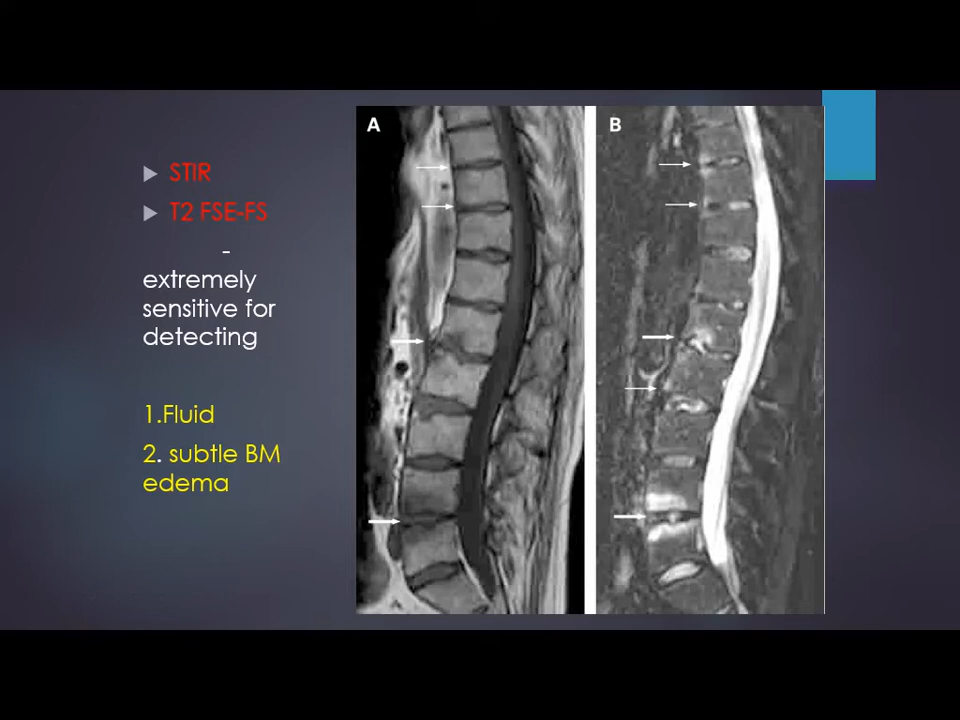 STIR
T2 FSE-FS
-
extremely
sensitive for
detecting
1.Fluid
2. subtle BM
edema
A
B